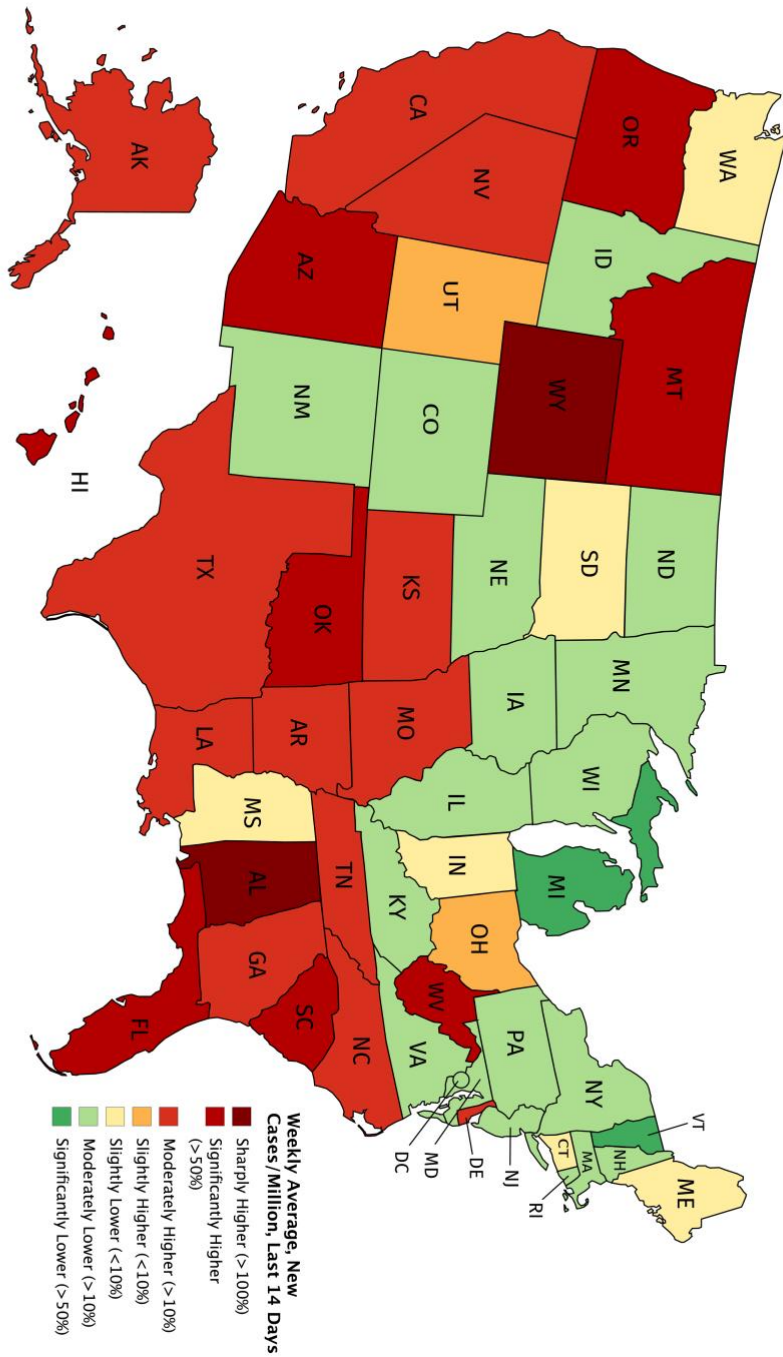 WA
OR
CA
NV
ID
MT
WY
UT
AZ
CO
NM
ND
SD
NE
KS
OK
TX
MN
IA
MO
AR
LA
WI
IL
MI
IN
OH
KY
TN
MS
AL
GA
FL
SC
NC
VA
WV
PA
NY
VT
NH
ME
MA
CT
RI
NJ
DE
MD
DC
AK
HI
Weekly Average, New
Cases/Million, Last 14 Days
Sharply Higher (>100%)
Significantly Higher
(>50%)
Moderately Higher (>10%)
Slightly Higher (<10%)
Slightly Lower (<10%)
Moderately Lower (>10%)
Significantly Lower (>50%)